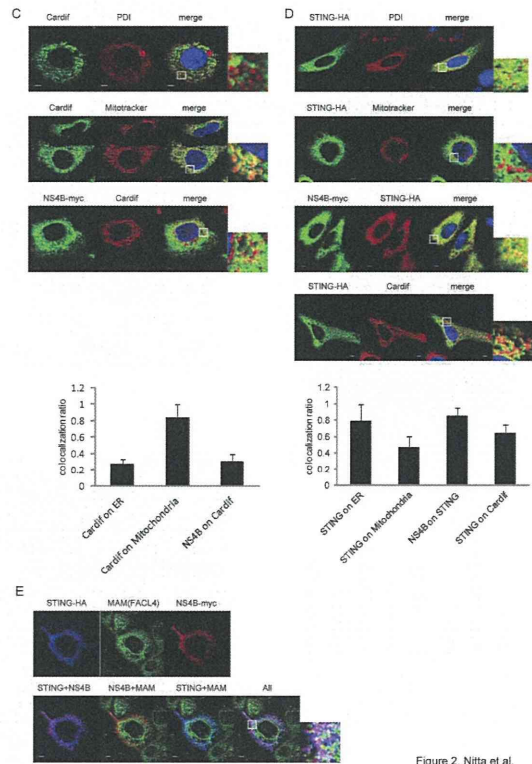 C
Cardif PDI merge
Cardif Mitotracker merge
NS4B-myc Cardif merge
colocalization ratio
1.2
1
0.8
0.6
0.4
0.2
0
Cardif on ER
Cardif on Mitochondria
NS4B on Cardif
D
STING-HA PDI merge
STING-HA Mitotracker merge
NS4B-myc STING-HA merge
STING-HA Cardif merge
colocalization ratio
1.2
1
0.8
0.6
0.4
0.2
0
STING on ER
STING on Mitochondria
NS4B on STING
STING on Cardif
E
STING-HA MAM(FACL4) NS4B-myc
STING+NS4B NS4B+MAM STING+MAM All
Figure 2. Nitta et al.